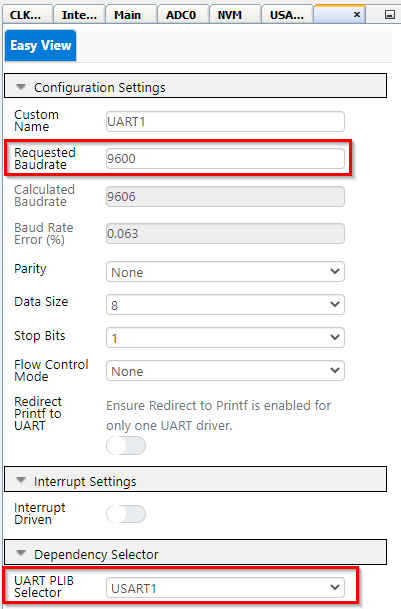 CLK... Inte... Main ADC0 NVM USA...
Easy View
Configuration Settings
Custom
Name
UART1
Requested
Baudrate
9600
Calculated
Baudrate
9606
Baud Rate
Error (%)
0.063
Parity
None
Data Size
8
Stop Bits
1
Flow Control
Mode
None
Redirect
Printf to
UART
Ensure Redirect to Printf is enabled for
only one UART driver.
Interrupt Settings
Interrupt
Driven
Dependency Selector
UART PLIB
Selector
USART1